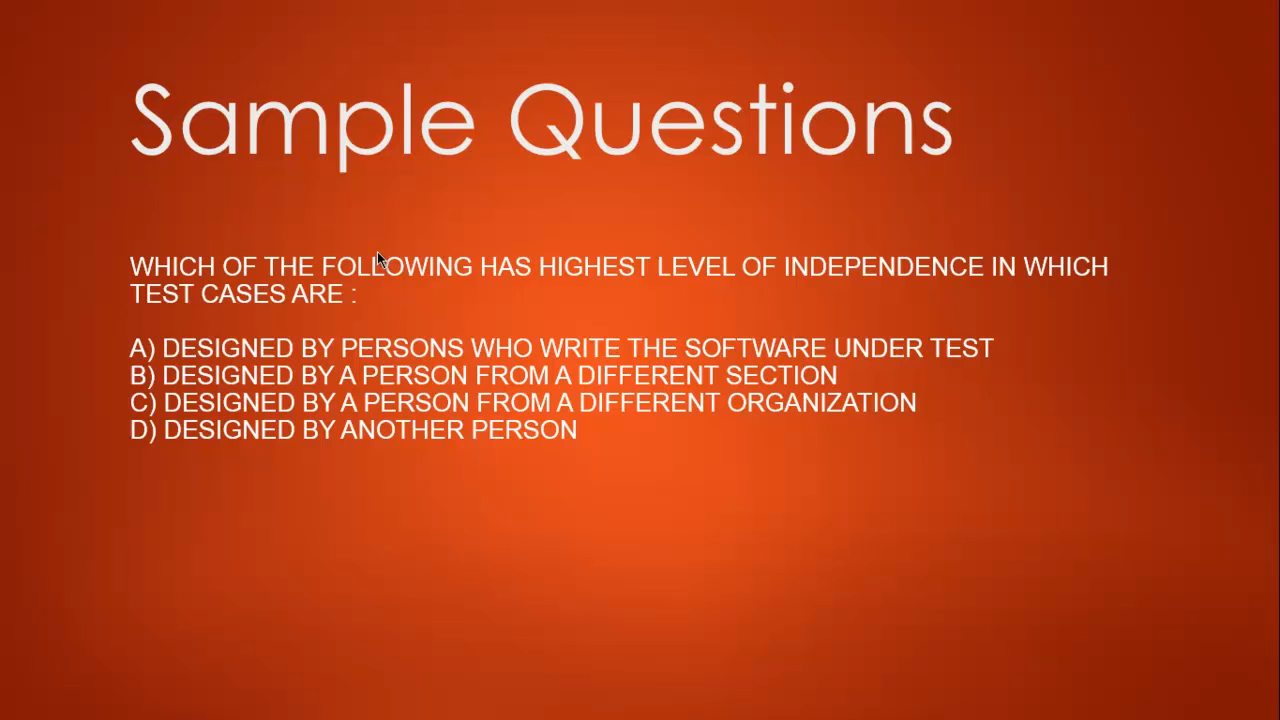 Sample Questions
WHICH OF THE FOLLOWING HAS HIGHEST LEVEL OF INDEPENDENCE IN WHICH
TEST CASES ARE :
A) DESIGNED BY PERSONS WHO WRITE THE SOFTWARE UNDER TEST
B) DESIGNED BY A PERSON FROM A DIFFERENT SECTION
C) DESIGNED BY A PERSON FROM A DIFFERENT ORGANIZATION
D) DESIGNED BY ANOTHER PERSON